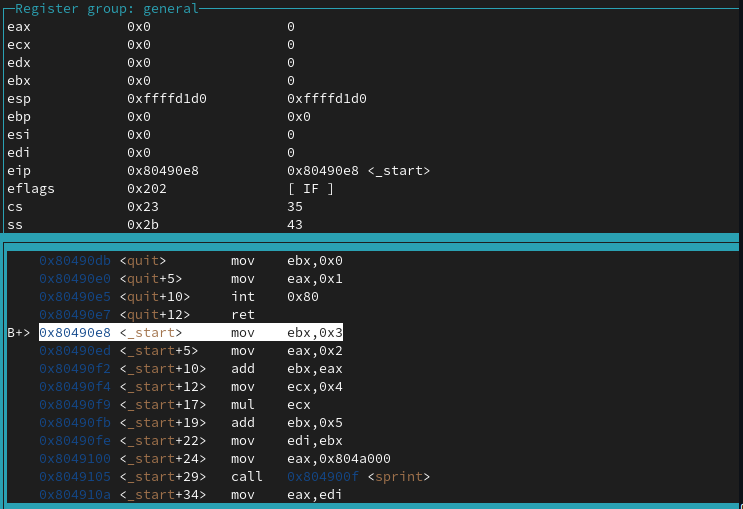 Register group: general
eax 0x0 0
ecx 0x0 0
edx 0x0 0
ebx 0x0 0
esp 0xffffd1d0 0xffffd1d0
ebp 0x0 0x0
esi 0x0 0
edi 0x0 0
eip 0x80490e8 0x80490e8 <_start>
eflags 0x202 [ IF ]
cs 0x23 35
ss 0x2b 43
0x80490db <quit> mov ebx,0x0
0x80490e0 <quit+5> mov eax,0x1
0x80490e5 <quit+10> int 0x80
0x80490e7 <quit+12> ret
B+> 0x80490e8 <_start> mov ebx,0x3
0x80490ed <_start+5> mov eax,0x2
0x80490f2 <_start+10> add ebx,eax
0x80490f4 <_start+12> mov ecx,0x4
0x80490f9 <_start+17> mul ecx
0x80490fb <_start+19> add ebx,0x5
0x80490fe <_start+22> mov edi,ebx
0x8049100 <_start+24> mov eax,0x804a000
0x8049105 <_start+29> call 0x804900f <sprint>
0x804910a <_start+34> mov eax,edi